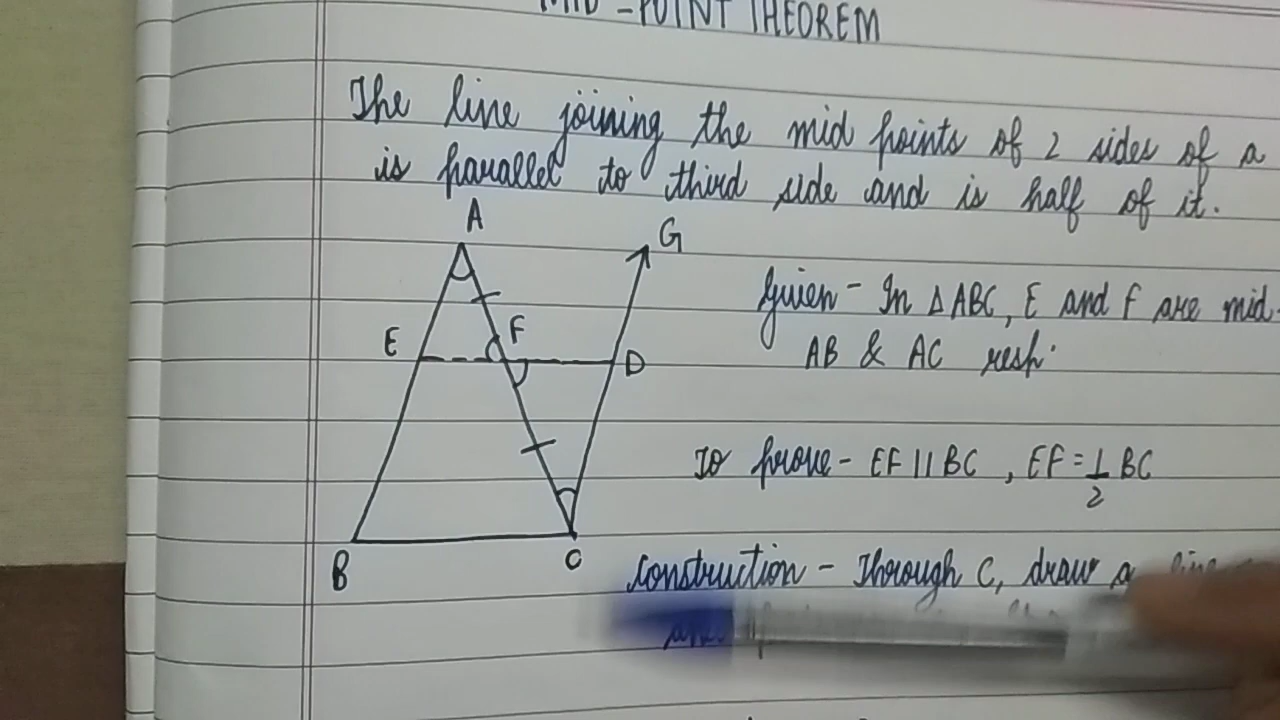 MID-POINT THEOREM
The line joining the mid points of 2 sides of a
is parallel to third side and is half of it.
A
G
Given - In △ABC, E and F are mid-
AB & AC resp.
E
F
D
To prove - EF || BC, EF = 1/2 BC
B
C
Construction - Through C, draw a line